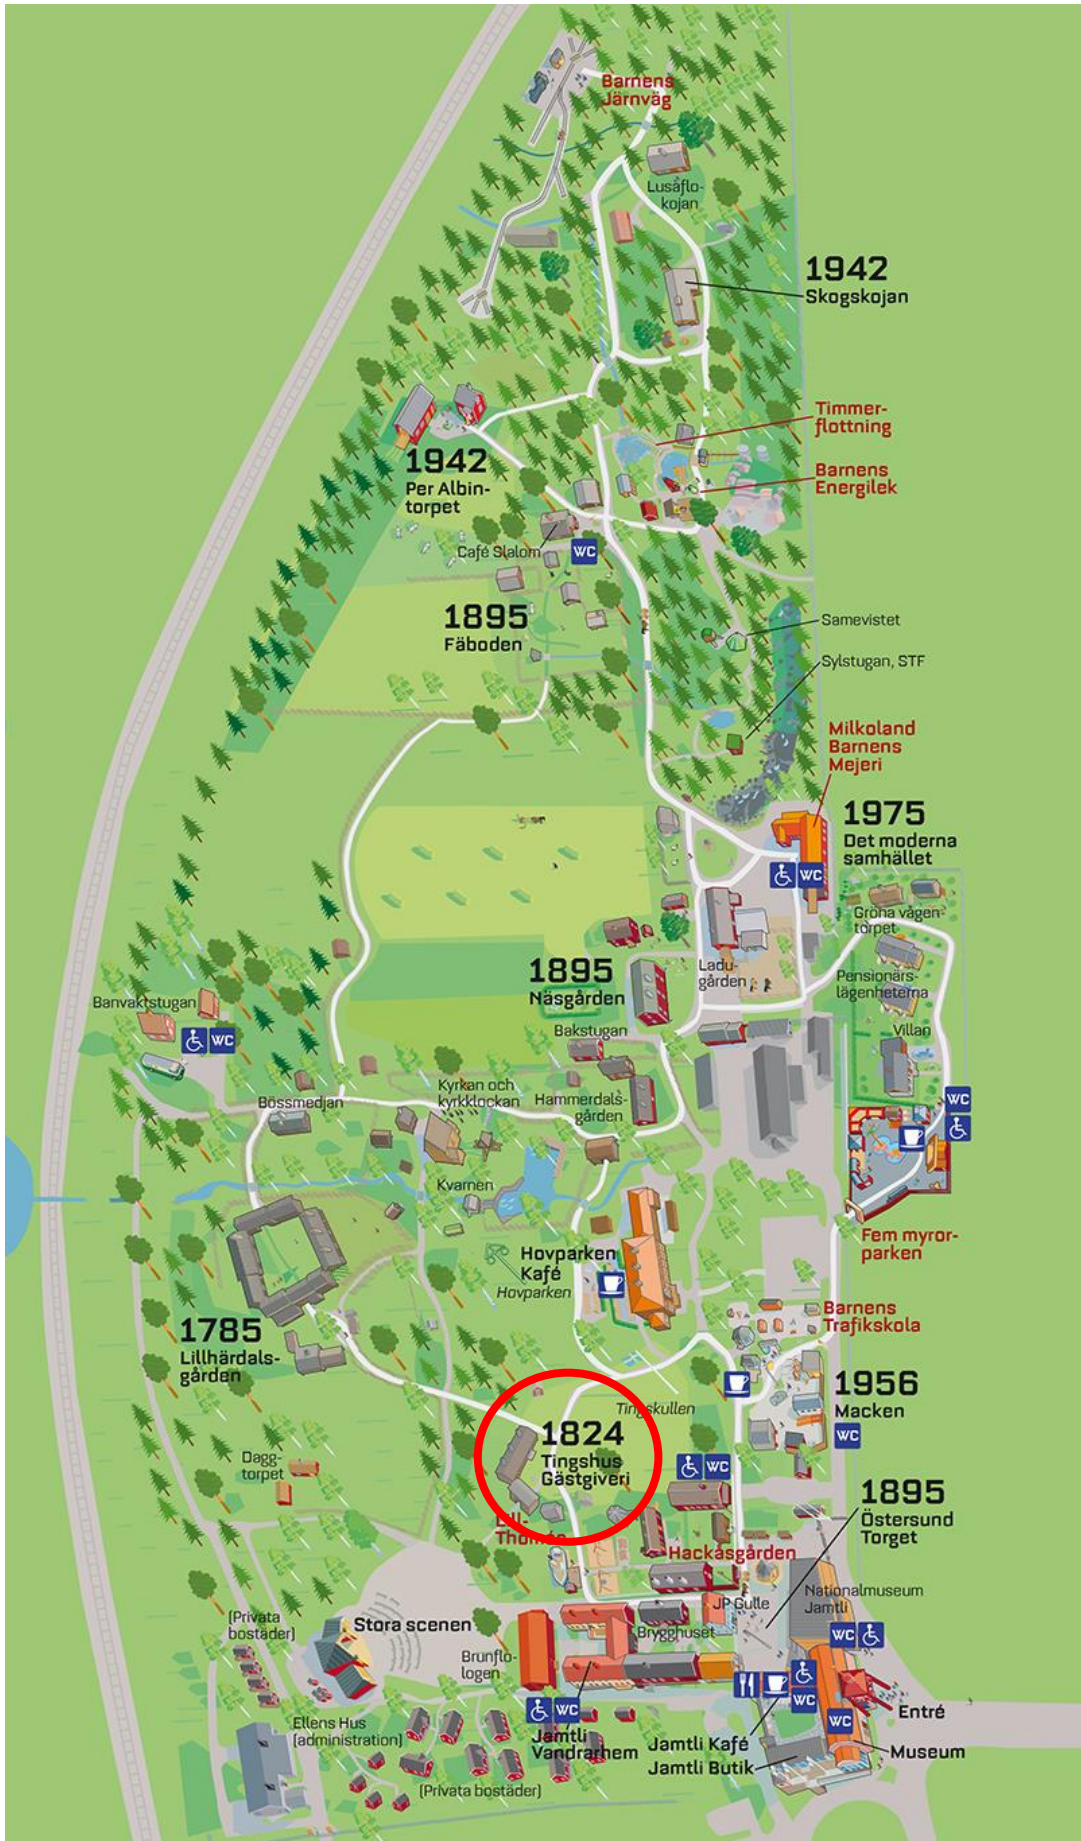 Barnens
Järnväg
Lusåflo-
kojan
1942
Skogskojan
Timmer-
flottning
1942
Per Albin-
torpet
Barnens
Energilek
Café Slalom
WC
1895
Fäboden
Samevistet
Sylstugan, STF
Milkoland
Barnens
Mejeri
1975
Det moderna
samhället
WC
Gröna vägen
torpet
1895
Näsgården
Ladu-
gården
Pensionärs-
lägenheterna
Banvaktstugan
WC
Bakstugan
Villan
Bössmedjan
Kyrkan och
kyrkklockan
Hammerdals-
gården
WC
Kvarnen
Hovparken
Kafé
Hovparken
Fem myror-
parken
1785
Lillhärdals-
gården
Barnens
Trafikskola
1956
Macken
WC
Tingskullen
1824
Tingshus
Gästgiveri
Dagg-
torpet
WC
1895
Östersund
Torget
Lill-
Thomée
Hackåsgården
Nationalmuseum
Jamtli
JP Gulle
(Privata
bostäder)
Stora scenen
Brygghuset
WC
Brunflo-
logen
WC
WC
WC
Entré
Ellens Hus
(administration)
Jamtli
Vandrarhem
Jamtli Kafé
Jamtli Butik
Museum
(Privata bostäder)